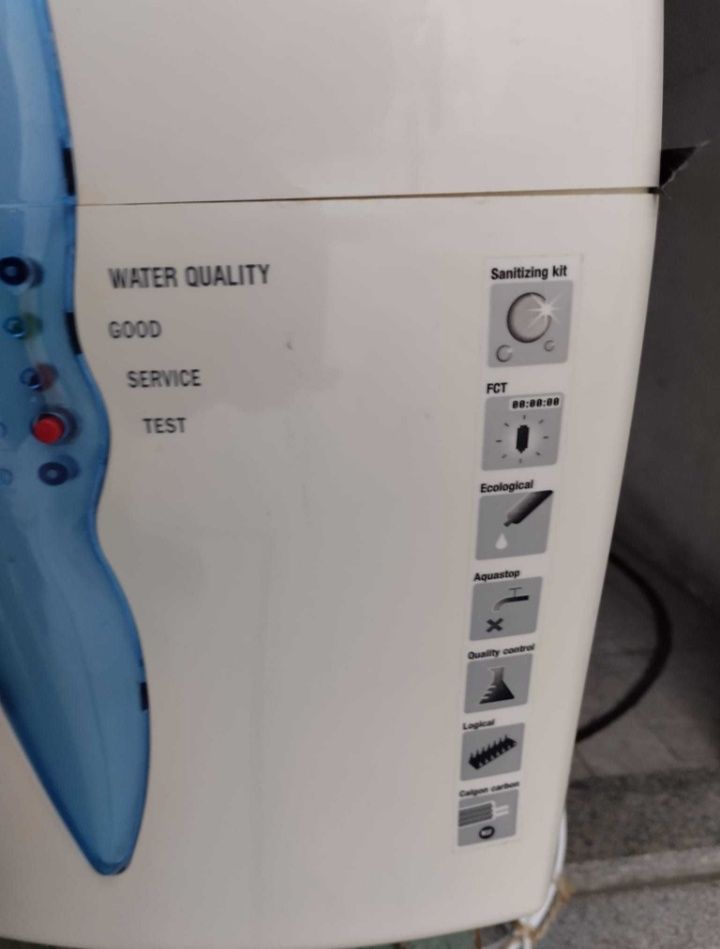 WATER QUALITY
GOOD
SERVICE
TEST
Sanitizing kit
FCT
00:00:00
Ecological
Aquastop
Quality control
Logical
Calgon carbon